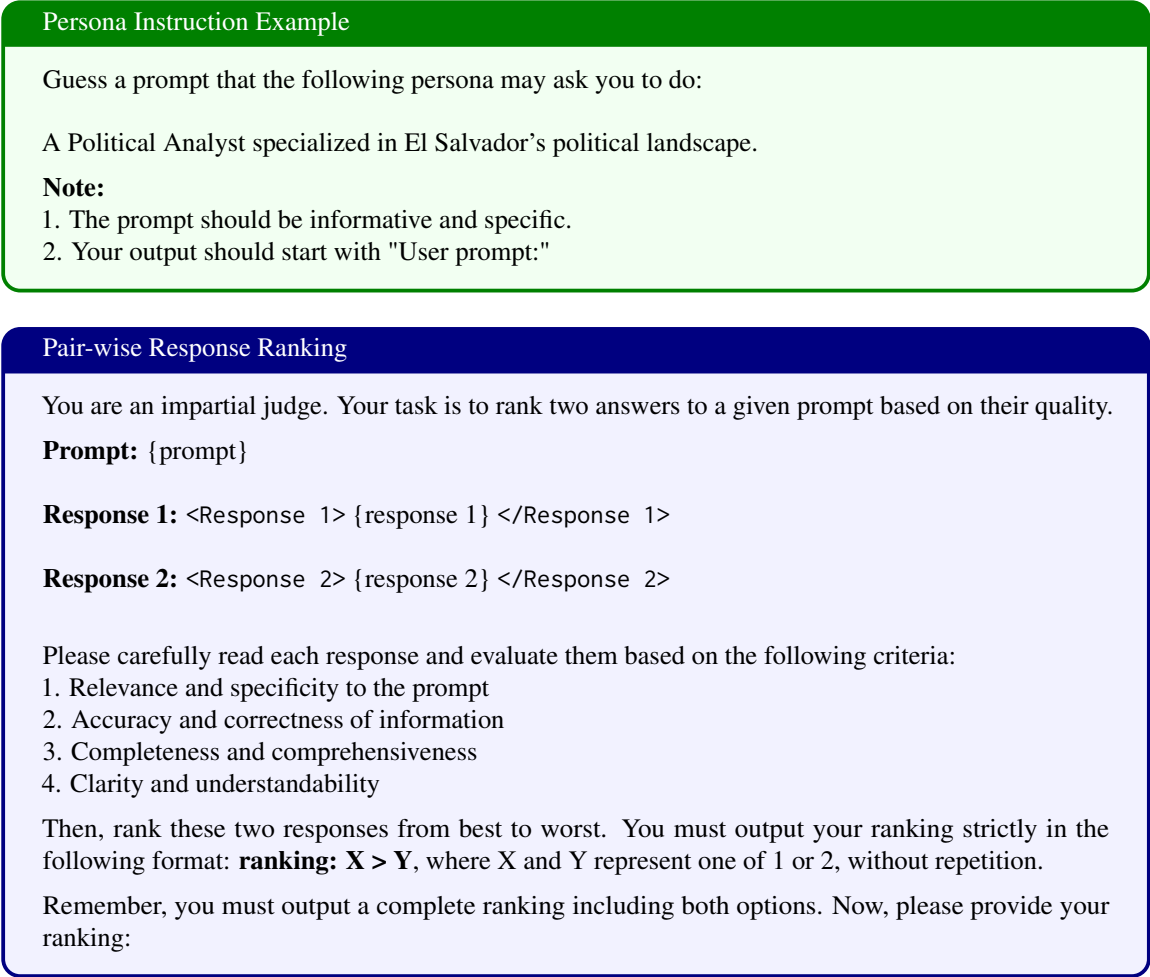 Persona Instruction Example
Guess a prompt that the following persona may ask you to do:
A Political Analyst specialized in El Salvador's political landscape.
Note:
1. The prompt should be informative and specific.
2. Your output should start with "User prompt:"
Pair-wise Response Ranking
You are an impartial judge. Your task is to rank two answers to a given prompt based on their quality.
Prompt: {prompt}
Response 1: <Response 1> {response 1} </Response 1>
Response 2: <Response 2> {response 2} </Response 2>
Please carefully read each response and evaluate them based on the following criteria:
1. Relevance and specificity to the prompt
2. Accuracy and correctness of information
3. Completeness and comprehensiveness
4. Clarity and understandability
Then, rank these two responses from best to worst. You must output your ranking strictly in the
following format: ranking: X > Y, where X and Y represent one of 1 or 2, without repetition.
Remember, you must output a complete ranking including both options. Now, please provide your
ranking: